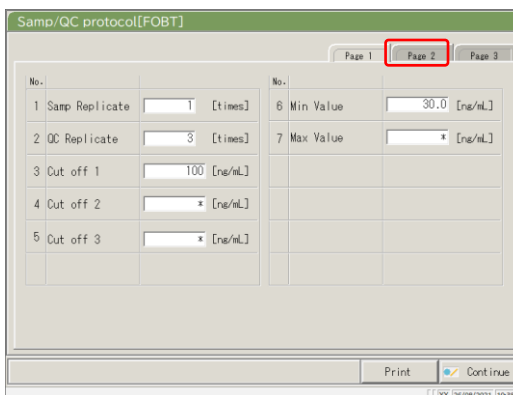 Samp/QC protocol[FOBT]
Page 1 Page 2 Page 3
No. No.
1 Samp Replicate 1 [times] 6 Min Value 30.0 [ng/mL]
2 QC Replicate 3 [times] 7 Max Value * [ng/mL]
3 Cut off 1 100 [ng/mL]
4 Cut off 2 * [ng/mL]
5 Cut off 3 * [ng/mL]
Print Continue